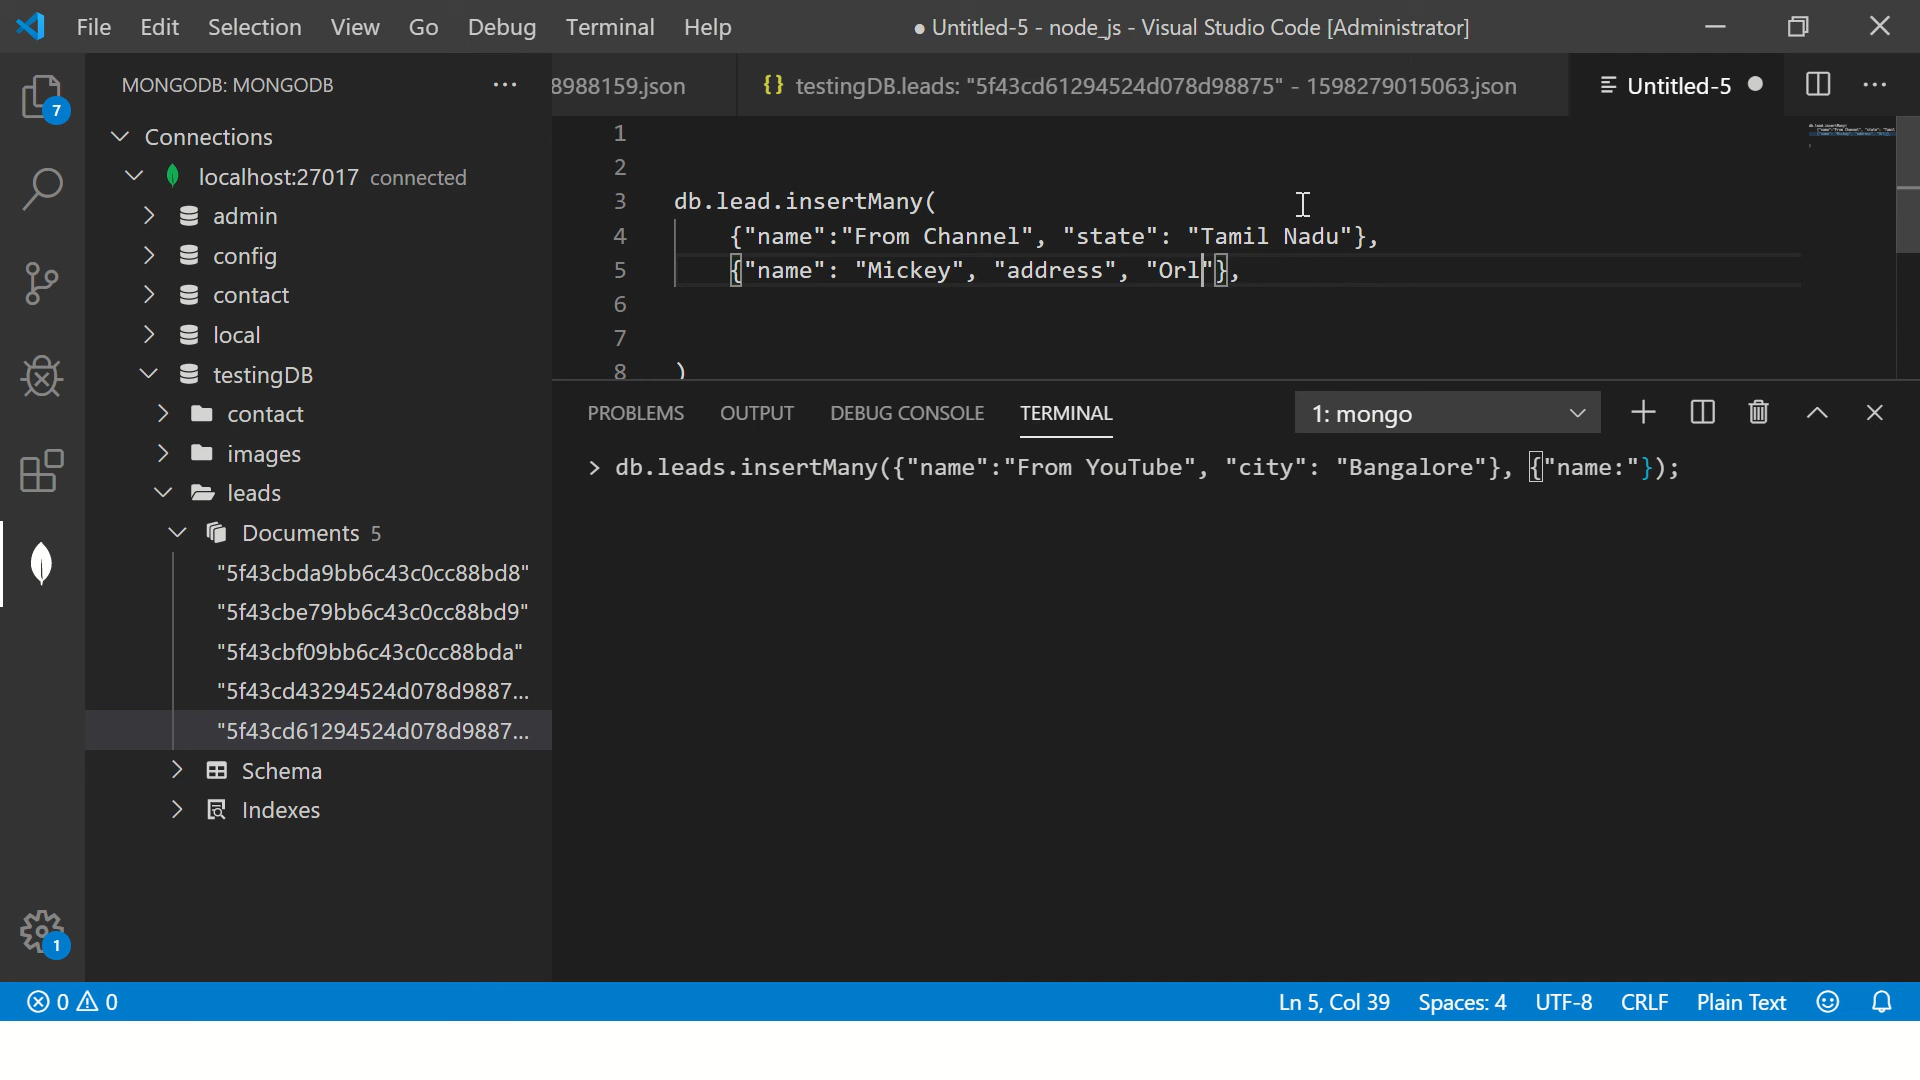 File Edit Selection View Go Debug Terminal Help ● Untitled-5 - node_js - Visual Studio Code [Administrator]
MONGODB: MONGODB
8988159.json {} testingDB.leads: "5f43cd61294524d078d98875" - 1598279015063.json Untitled-5
7
Connections
localhost:27017 connected
admin
config
contact
local
testingDB
contact
images
leads
Documents 5
"5f43cbda9bb6c43c0cc88bd8"
"5f43cbe79bb6c43c0cc88bd9"
"5f43cbf09bb6c43c0cc88bda"
"5f43cd43294524d078d9887...
"5f43cd61294524d078d9887...
Schema
Indexes
1
1
2
3 db.lead.insertMany(
4 {"name":"From Channel", "state": "Tamil Nadu"},
5 {"name": "Mickey", "address", "Orl"},
6
7
8 )
PROBLEMS OUTPUT DEBUG CONSOLE TERMINAL 1: mongo
> db.leads.insertMany({"name":"From YouTube", "city": "Bangalore"}, {"name:"});
0 0 Ln 5, Col 39 Spaces: 4 UTF-8 CRLF Plain Text